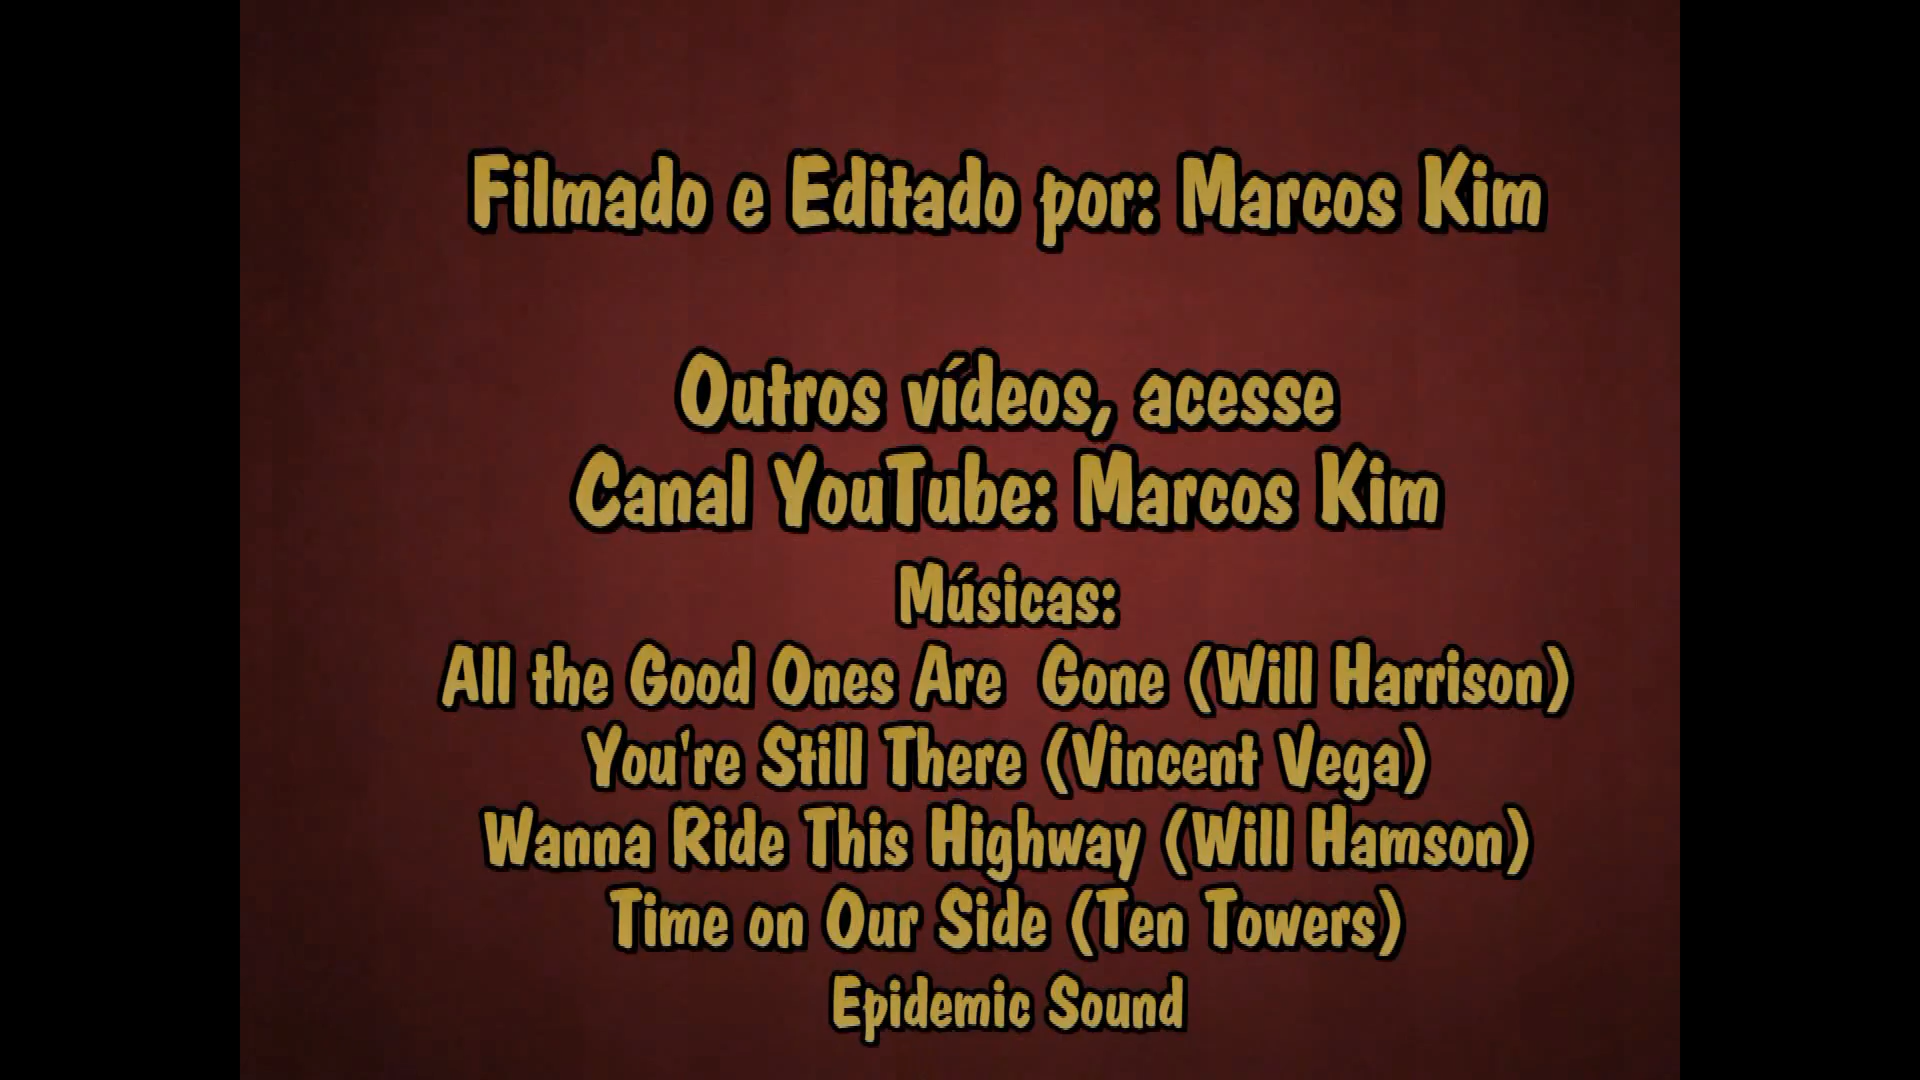 Filmado e Editado por: Marcos Kim
Outros vídeos, acesse
Canal YouTube: Marcos Kim
Músicas:
All the Good Ones Are  Gone (Will Harrison)
You're Still There (Vincent Vega)
Wanna Ride This Highway (Will Hamson)
Time on Our Side (Ten Towers)
Epidemic Sound